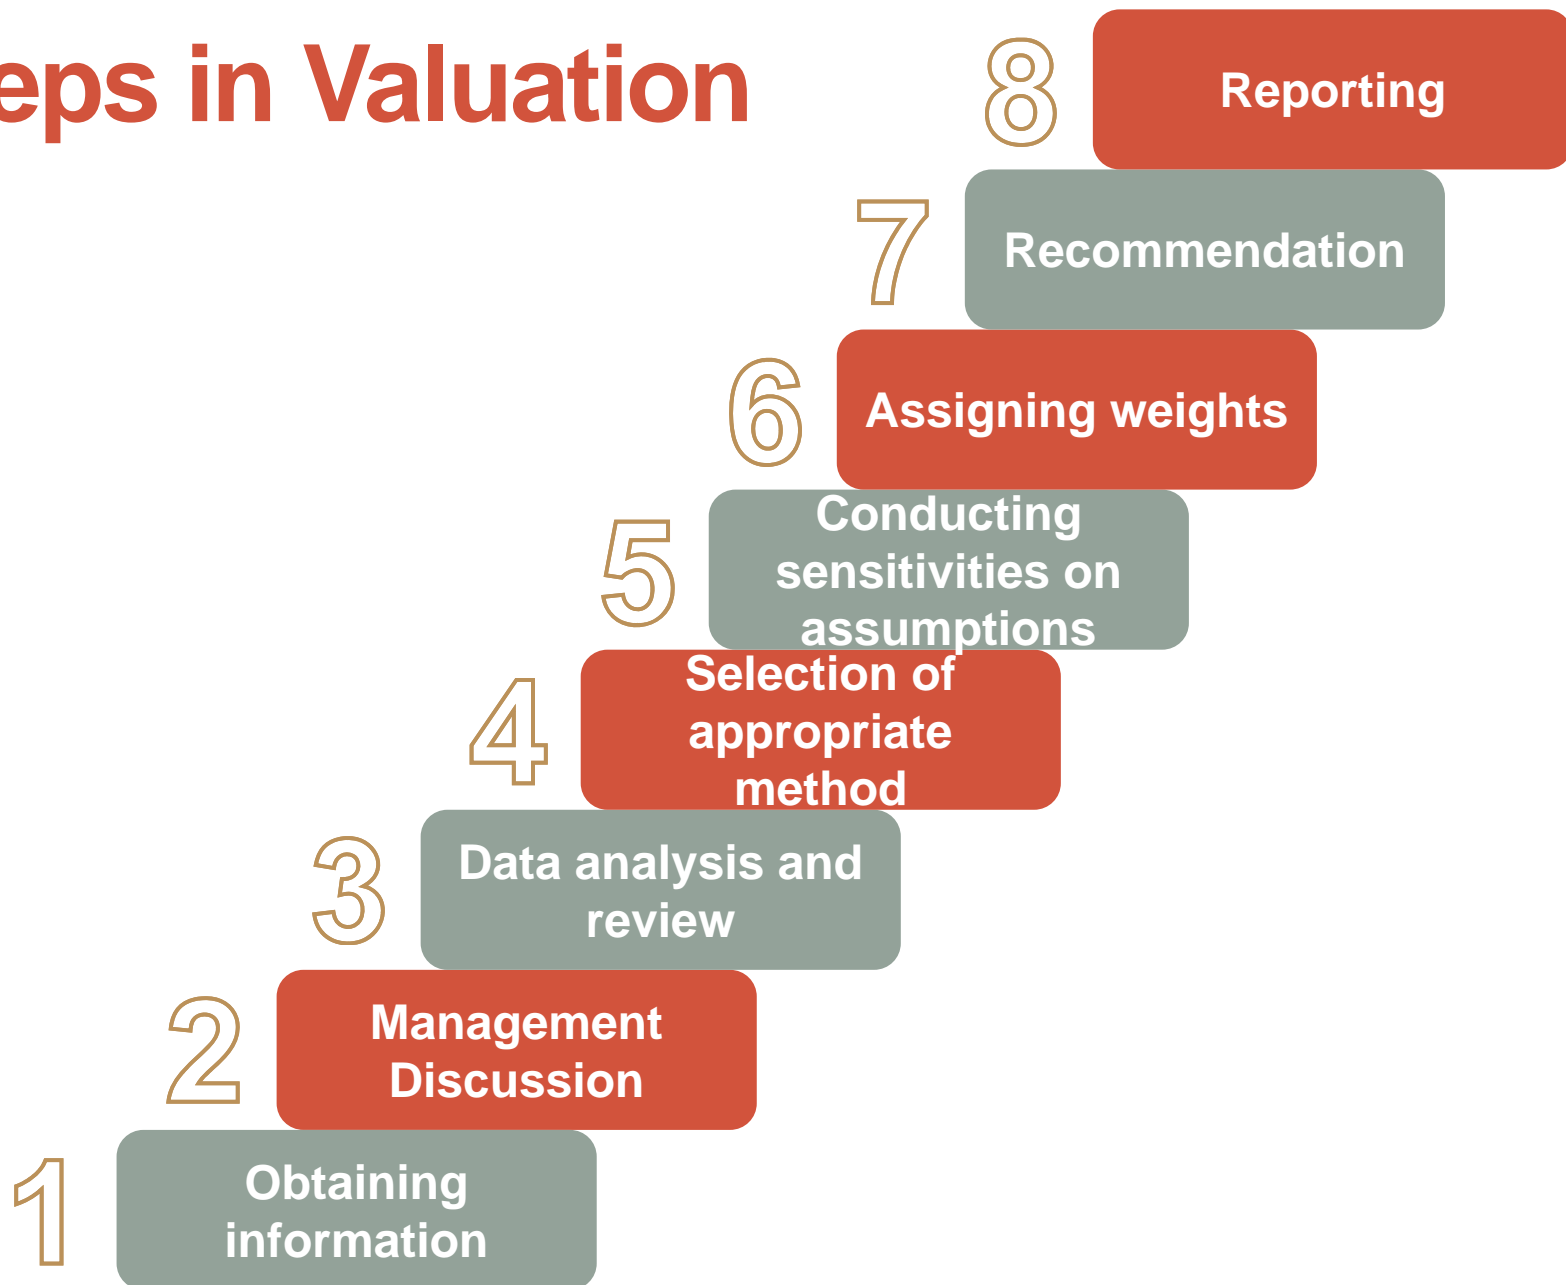 eps in Valuation
8
Reporting
7
Recommendation
6
Assigning weights
5
Conducting
sensitivities on
assumptions
4
Selection of
appropriate
method
3
Data analysis and
review
2
Management
Discussion
1
Obtaining
information